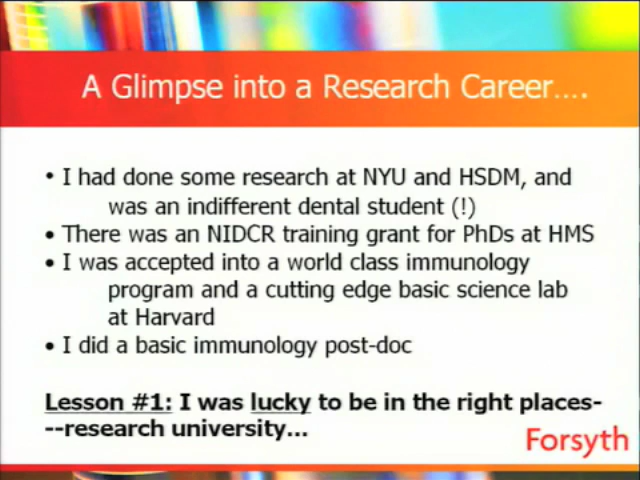 A Glimpse into a Research Career….
• I had done some research at NYU and HSDM, and
was an indifferent dental student (!)
• There was an NIDCR training grant for PhDs at HMS
• I was accepted into a world class immunology
program and a cutting edge basic science lab
at Harvard
• I did a basic immunology post-doc
Lesson #1: I was lucky to be in the right places-
--research university…
Forsyth